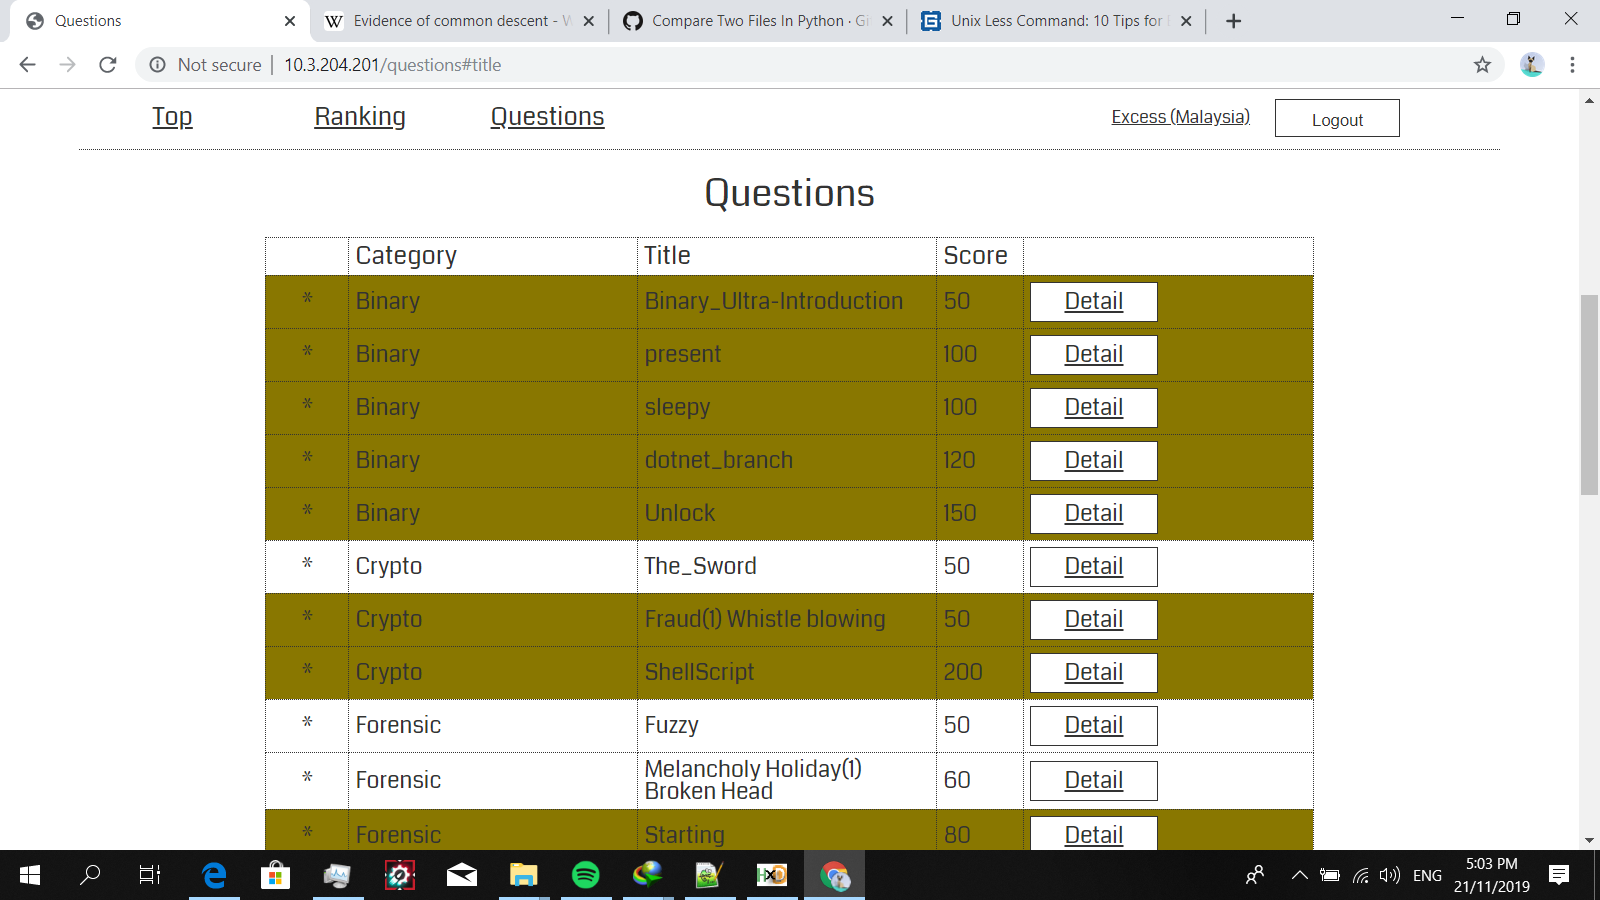 Questions
Evidence of common descent - W
Compare Two Files In Python · Gi
Unix Less Command: 10 Tips for
Not secure | 10.3.204.201/questions#title
Top Ranking Questions Excess (Malaysia) Logout
Questions
Category Title Score
* Binary Binary_Ultra-Introduction 50 Detail
* Binary present 100 Detail
* Binary sleepy 100 Detail
* Binary dotnet_branch 120 Detail
* Binary Unlock 150 Detail
* Crypto The_Sword 50 Detail
* Crypto Fraud(1) Whistle blowing 50 Detail
* Crypto ShellScript 200 Detail
* Forensic Fuzzy 50 Detail
* Forensic Melancholy Holiday(1)
Broken Head 60 Detail
* Forensic Starting 80 Detail
ENG
5:03 PM
21/11/2019